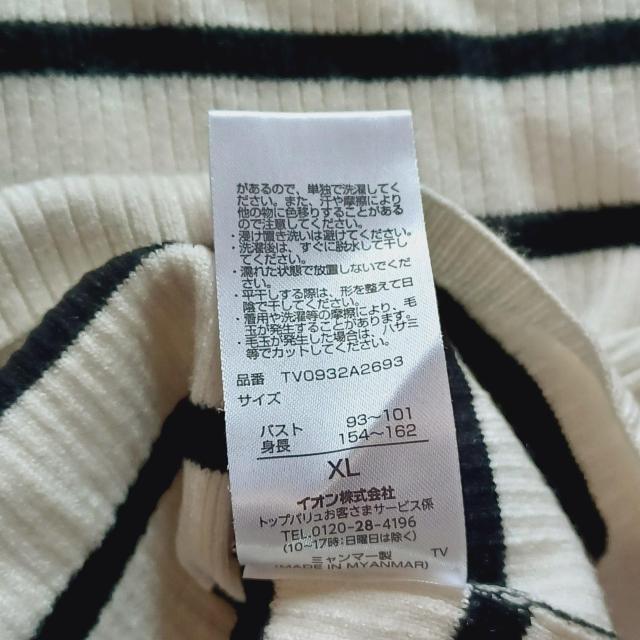 があるので、単独で洗濯してく
ださい。また、汗や摩擦により
他の物に色移りすることがある
ので注意してください。
・漬け置き洗いは避けてください。
・洗濯後は、すぐに脱水して干し
てください。
・濡れた状態で放置しないでくだ
さい。
・平干しする際は、形を整えて日
陰で干してください。
・着用や洗濯等の摩擦により、毛
玉が発生することがあります。
毛玉が発生した場合は、ハサミ
等でカットしてください。
品番 TV0932A2693
サイズ
バスト 93〜101
身長 154〜162
XL
イオン株式会社
トップバリュお客さまサービス係
TEL.0120-28-4196
(10〜17時:日曜日は除く)
ミャンマー製 TV
(MADE IN MYANMAR)